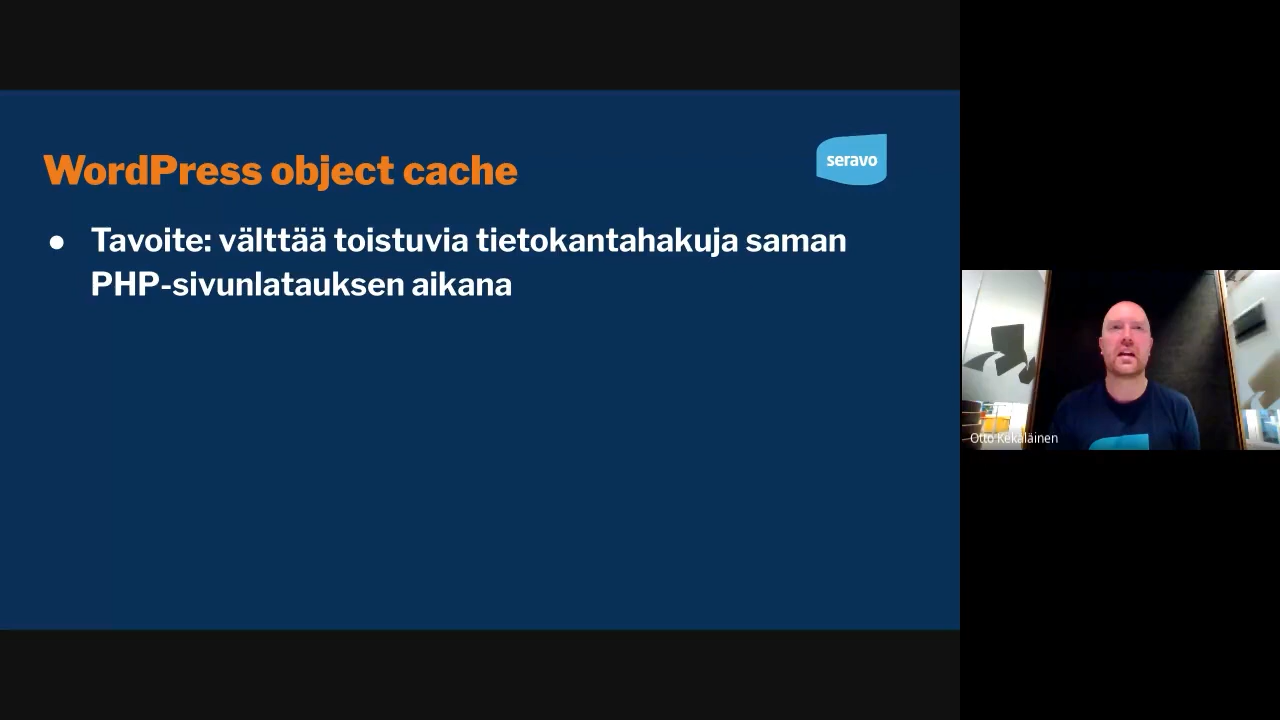 WordPress object cache
seravo
● Tavoite: välttää toistuvia tietokantahakuja saman
PHP-sivunlatauksen aikana
Otto Kekäläinen